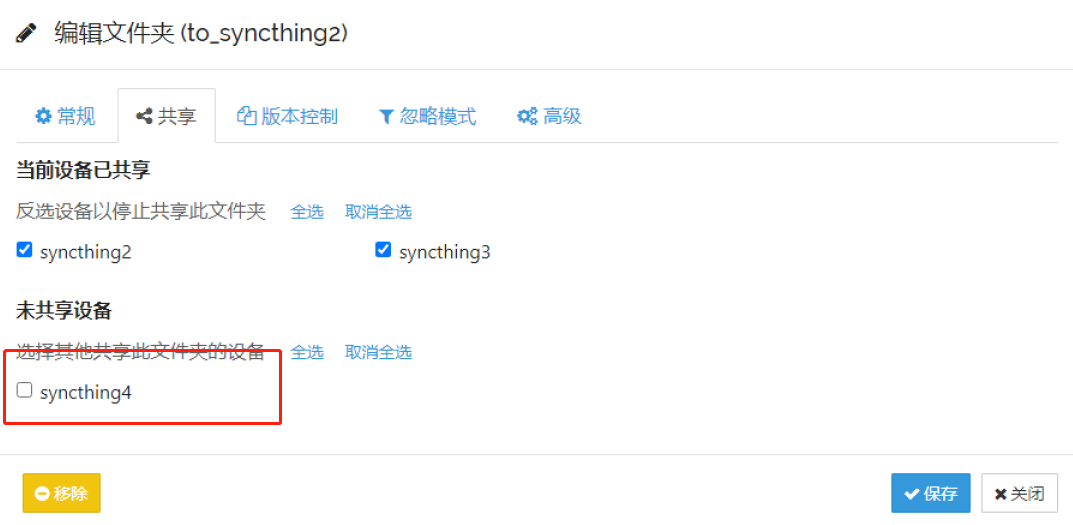 编辑文件夹 (to_syncthing2)
常规 共享 版本控制 忽略模式 高级
当前设备已共享
反选设备以停止共享此文件夹 全选 取消全选
syncthing2 syncthing3
未共享设备
选择其他共享此文件夹的设备 全选 取消全选
syncthing4
移除 保存 关闭